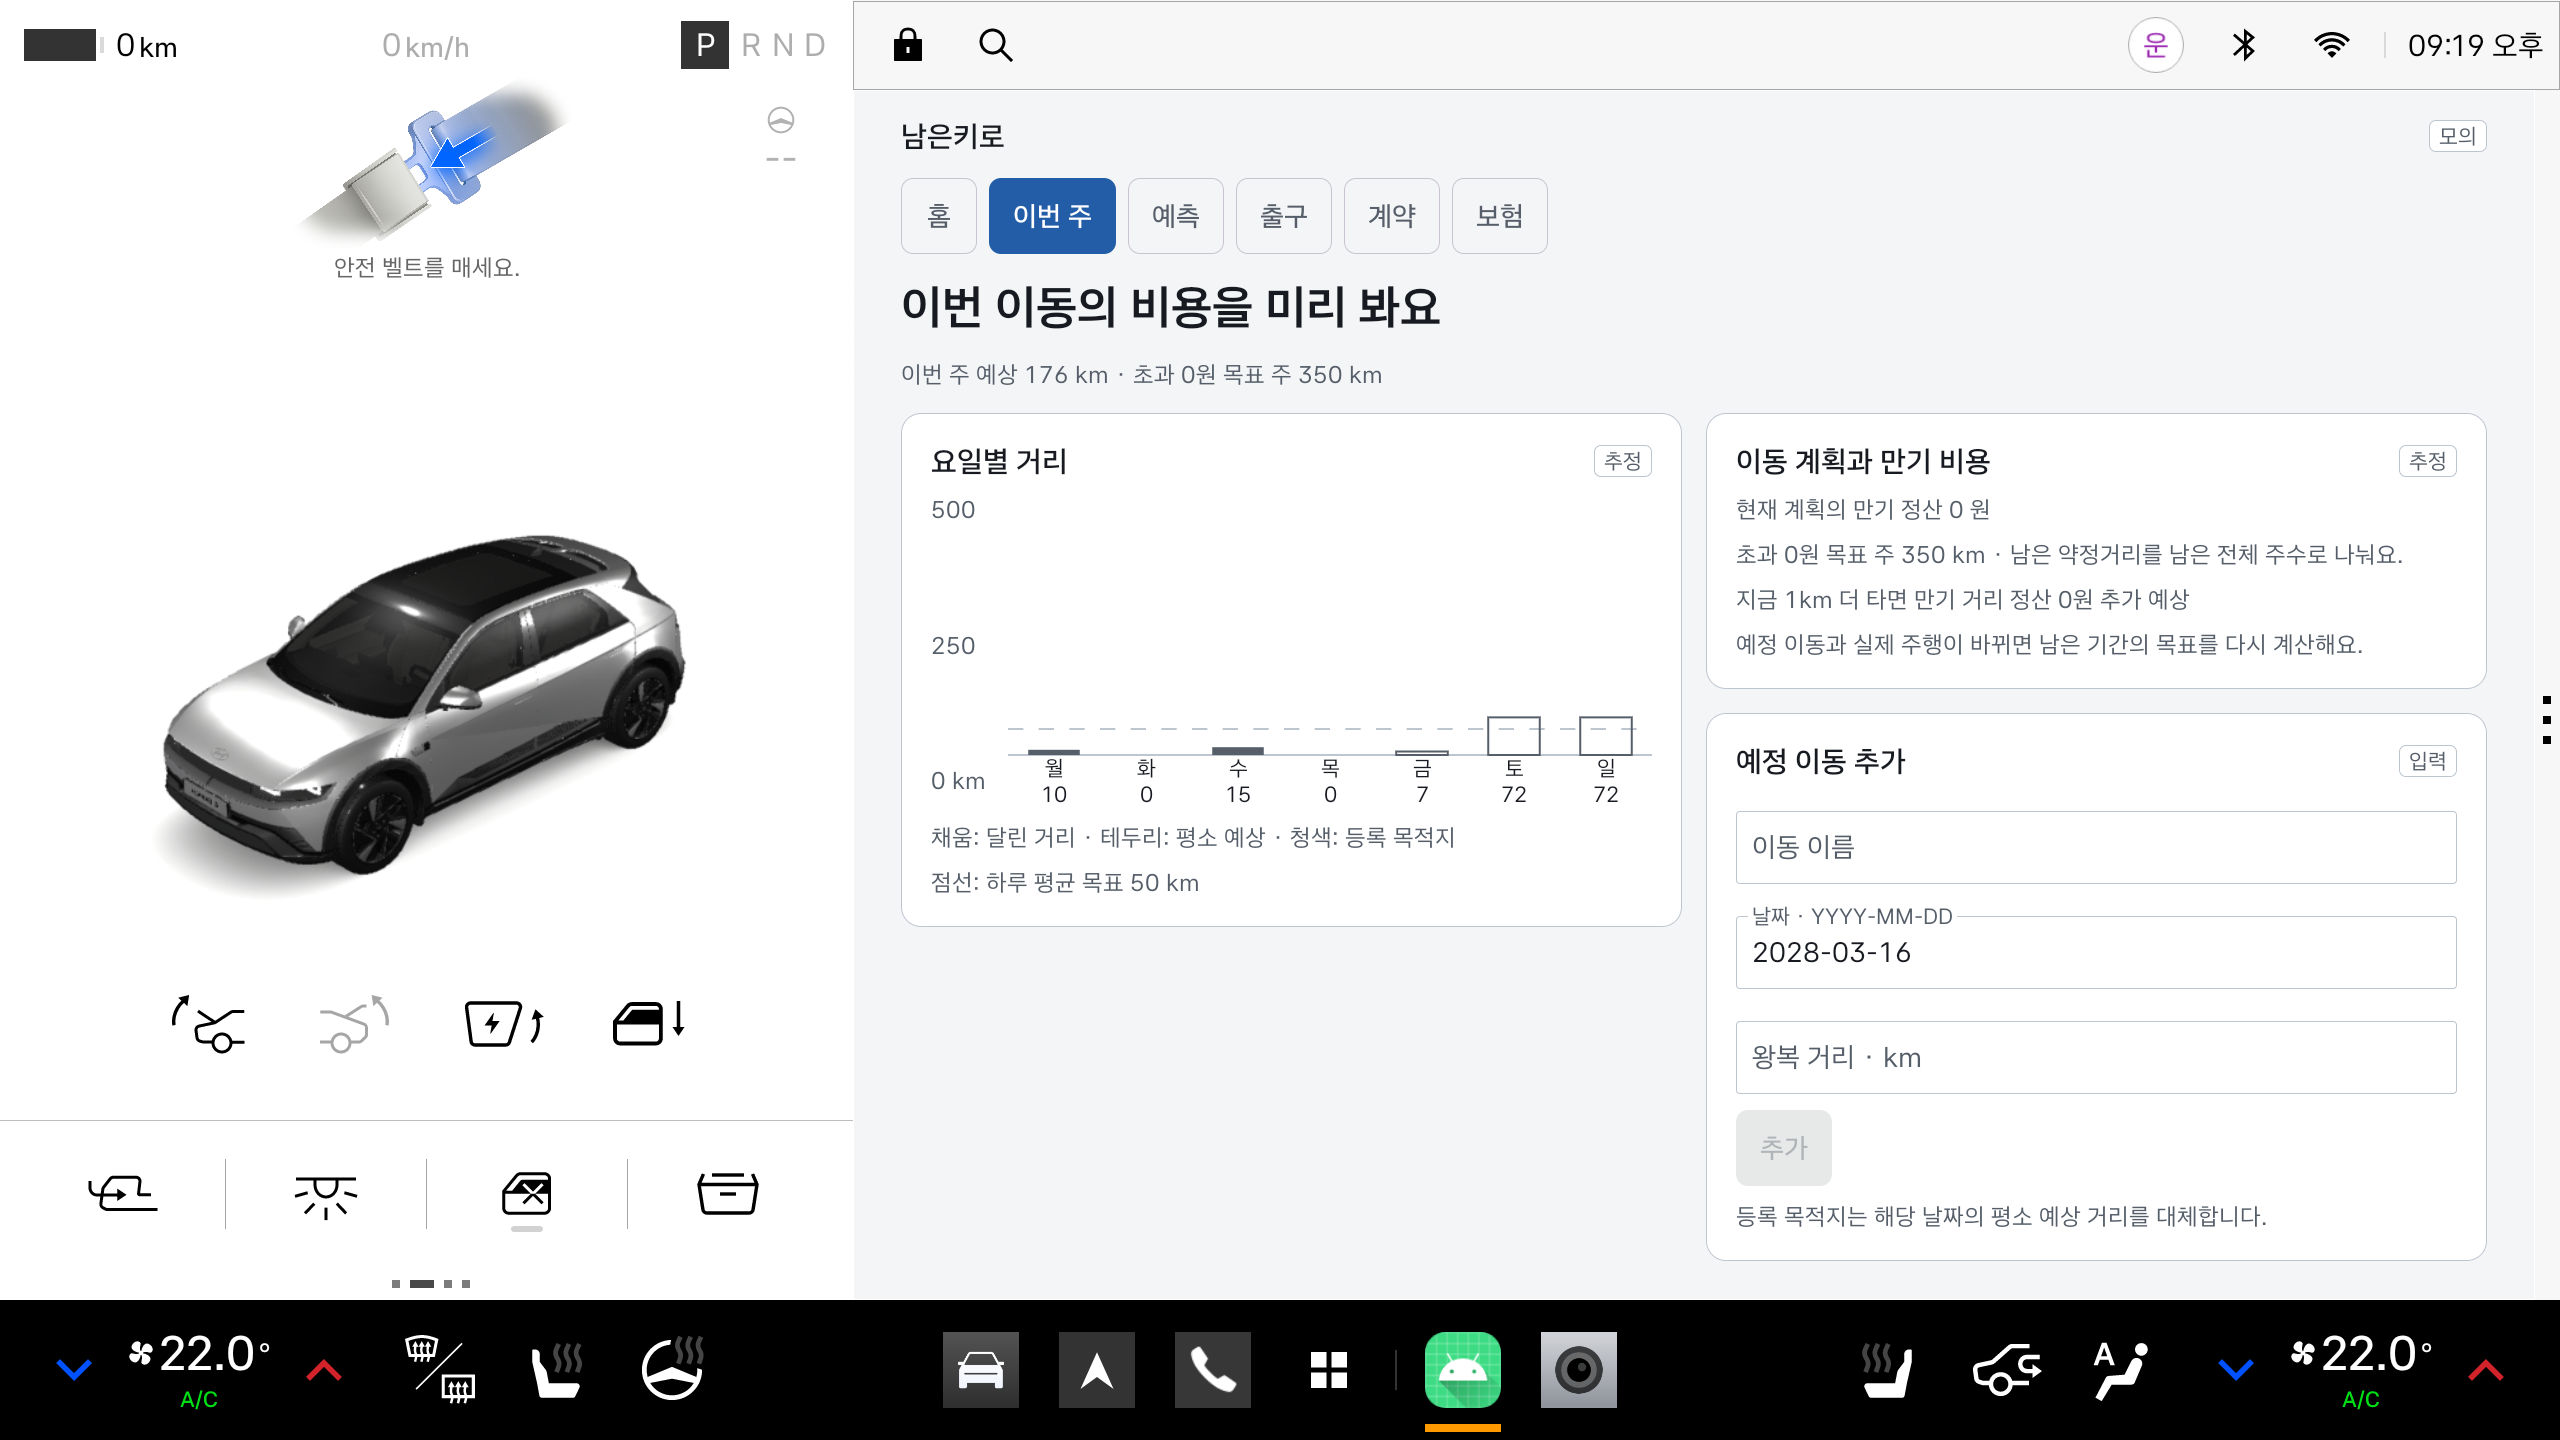 0 km
0 km/h
P R N D
운
09:19 오후
안전 벨트를 매세요.
남은키로
모의
홈
이번 주
예측
출구
계약
보험
이번 이동의 비용을 미리 봐요
이번 주 예상 176 km · 초과 0원 목표 주 350 km
요일별 거리
추정
500
250
0 km
월 화 수 목 금 토 일
10 0 15 0 7 72 72
채움: 달린 거리 · 테두리: 평소 예상 · 청색: 등록 목적지
점선: 하루 평균 목표 50 km
이동 계획과 만기 비용
추정
현재 계획의 만기 정산 0 원
초과 0원 목표 주 350 km · 남은 약정거리를 남은 전체 주수로 나눠요.
지금 1km 더 타면 만기 거리 정산 0원 추가 예상
예정 이동과 실제 주행이 바뀌면 남은 기간의 목표를 다시 계산해요.
예정 이동 추가
입력
이동 이름
날짜 · YYYY-MM-DD
2028-03-16
왕복 거리 · km
추가
등록 목적지는 해당 날짜의 평소 예상 거리를 대체합니다.
22.0°
A/C
A
22.0°
A/C